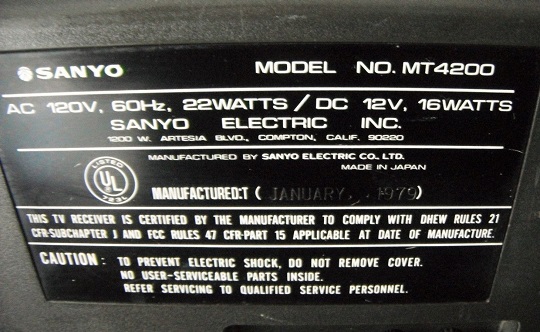 SANYO MODEL NO. MT4200
AC 120V, 60Hz, 22WATTS / DC 12V, 16WATTS
SANYO ELECTRIC INC.
1200 W. ARTESIA BLVD., COMPTON, CALIF. 90220
MANUFACTURED BY SANYO ELECTRIC CO. LTD.
MADE IN JAPAN
LISTED
UL
723L
MANUFACTURED:T ( JANUARY, 1979)
THIS TV RECEIVER IS CERTIFIED BY THE MANUFACTURER TO COMPLY WITH DHEW RULES 21
CFR-SUBCHAPTER J AND FCC RULES 47 CFR-PART 15 APPLICABLE AT DATE OF MANUFACTURE.
CAUTION : TO PREVENT ELECTRIC SHOCK, DO NOT REMOVE COVER.
NO USER-SERVICEABLE PARTS INSIDE.
REFER SERVICING TO QUALIFIED SERVICE PERSONNEL.